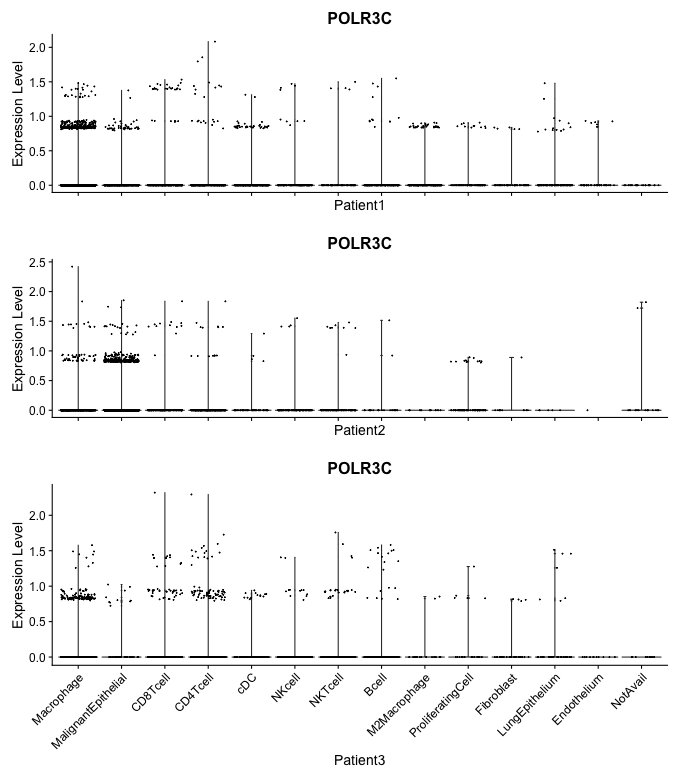 POLR3C
Expression Level
2.0
1.5
1.0
0.5
0.0
Patient1
POLR3C
Expression Level
2.5
2.0
1.5
1.0
0.5
0.0
Patient2
POLR3C
Expression Level
2.0
1.5
1.0
0.5
0.0
Macrophage
MalignantEpithelial
CD8Tcell
CD4Tcell
cDC
NKcell
NKTcell
Bcell
M2Macrophage
ProliferatingCell
Fibroblast
LungEpithelium
Endothelium
NotAvail
Patient3